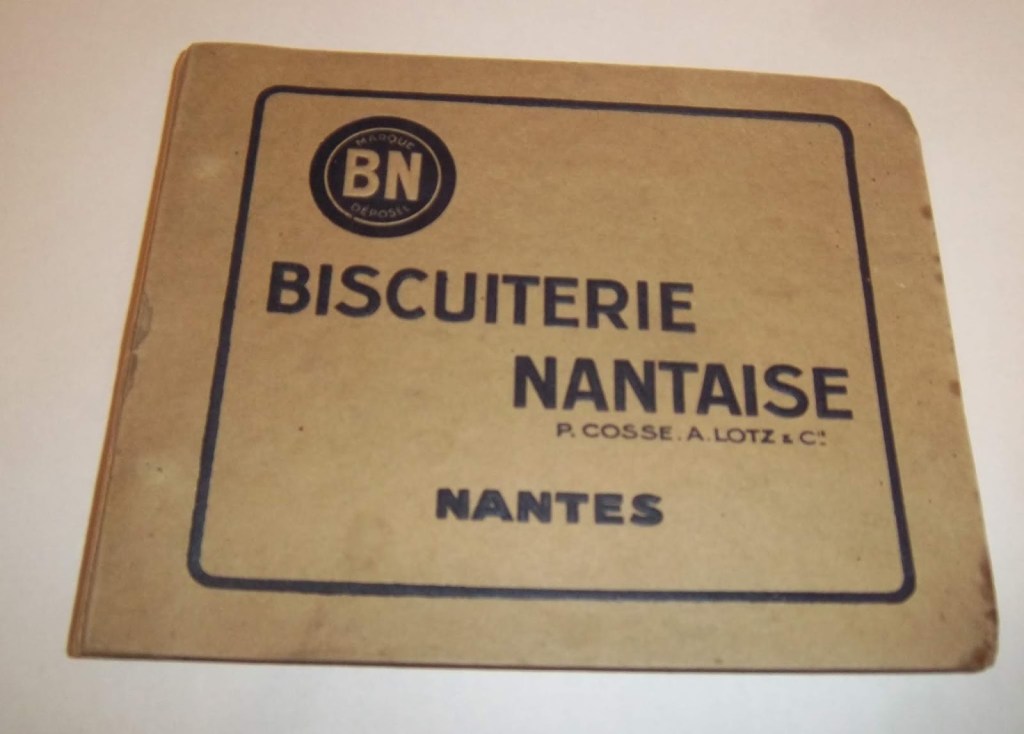 MARQUE
BN
DÉPOSÉE
BISCUITERIE
NANTAISE
P. COSSE. A. LOTZ & Cie
NANTES